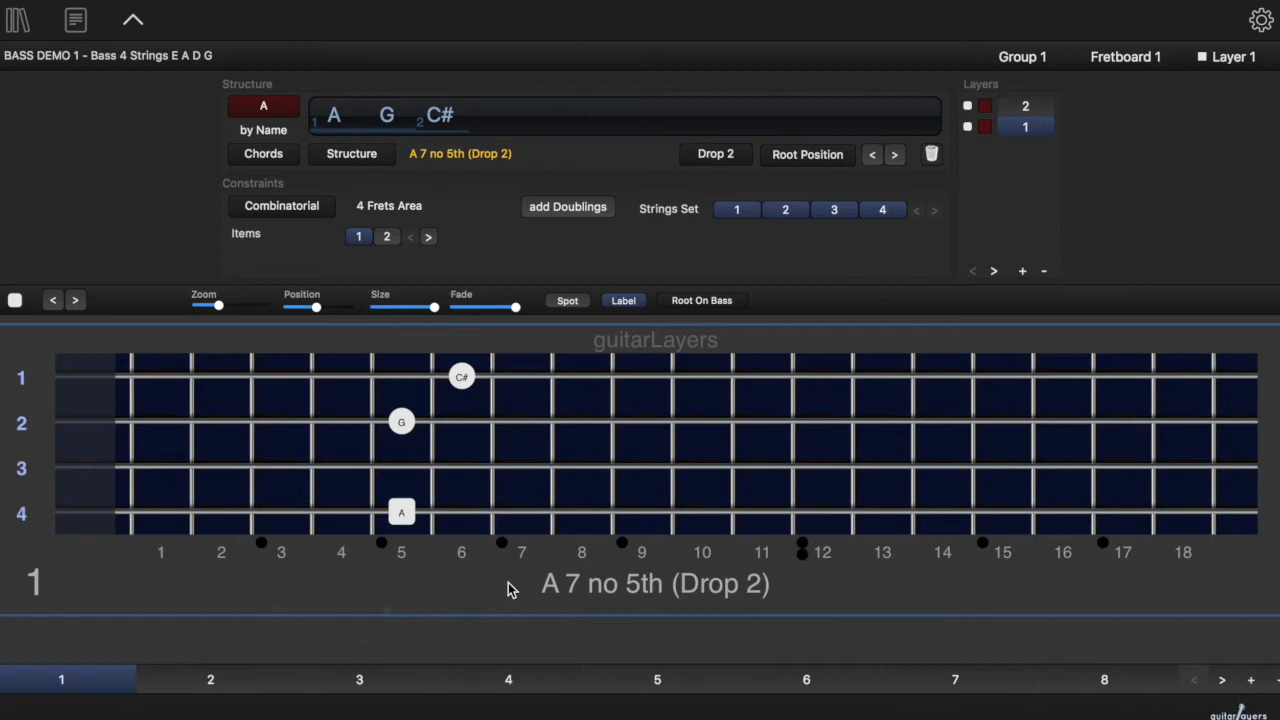 BASS DEMO 1 - Bass 4 Strings E A D G
Group 1 Fretboard 1 Layer 1
Structure
A
1 A G 2 C#
by Name
Chords Structure A 7 no 5th (Drop 2) Drop 2 Root Position < >
Layers
2
1
< > + -
Constraints
Combinatorial 4 Frets Area add Doublings Strings Set 1 2 3 4 < >
Items 1 2 < >
< > Zoom Position Size Fade Spot Label Root On Bass
guitarLayers
1 C#
2 G
3
4 A
1 2 3 4 5 6 7 8 9 10 11 12 13 14 15 16 17 18
1 A 7 no 5th (Drop 2)
1 2 3 4 5 6 7 8 < > + -
guitarlayers